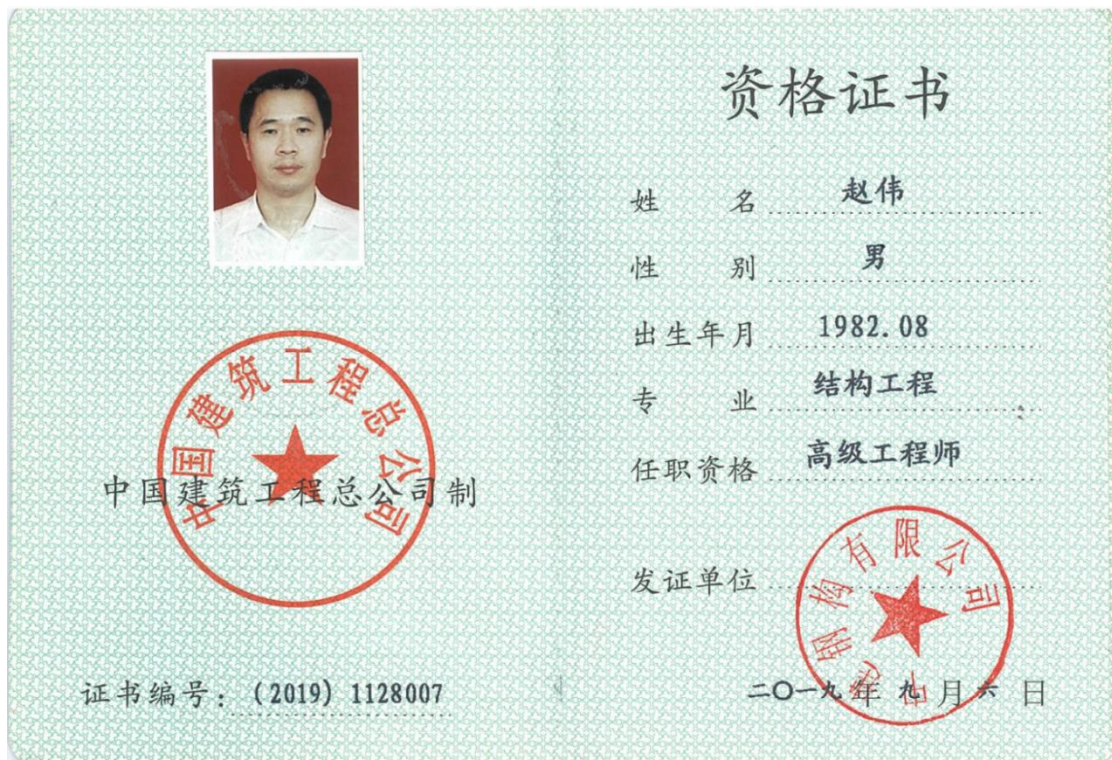 中国建筑工程总公司
中国建筑工程总公司制
证书编号：（2019）1128007
资格证书
姓 名 赵伟
性 别 男
出生年月 1982.08
专 业 结构工程
任职资格 高级工程师
发证单位
中建钢构有限公司
二〇一九年九月六日